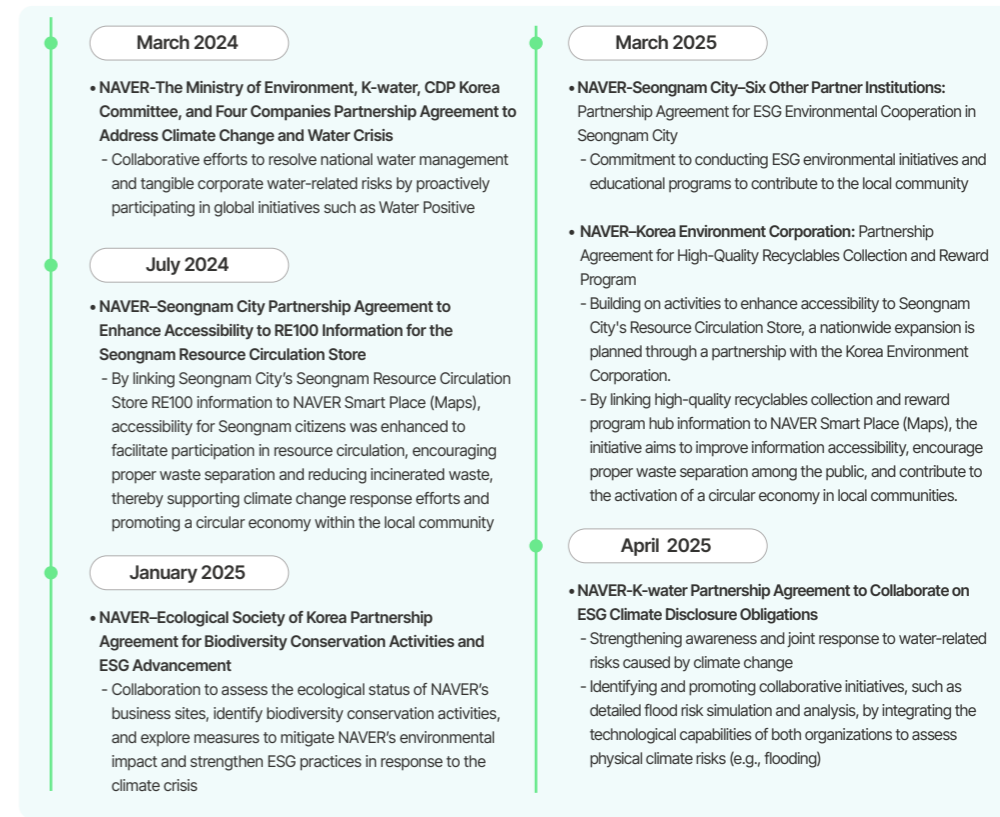 March 2024
• NAVER-The Ministry of Environment, K-water, CDP Korea
Committee, and Four Companies Partnership Agreement to
Address Climate Change and Water Crisis
- Collaborative efforts to resolve national water management
and tangible corporate water-related risks by proactively
participating in global initiatives such as Water Positive
July 2024
• NAVER–Seongnam City Partnership Agreement to
Enhance Accessibility to RE100 Information for the
Seongnam Resource Circulation Store
- By linking Seongnam City's Seongnam Resource Circulation
Store RE100 information to NAVER Smart Place (Maps),
accessibility for Seongnam citizens was enhanced to
facilitate participation in resource circulation, encouraging
proper waste separation and reducing incinerated waste,
thereby supporting climate change response efforts and
promoting a circular economy within the local community
January 2025
• NAVER–Ecological Society of Korea Partnership
Agreement for Biodiversity Conservation Activities and
ESG Advancement
- Collaboration to assess the ecological status of NAVER's
business sites, identify biodiversity conservation activities,
and explore measures to mitigate NAVER's environmental
impact and strengthen ESG practices in response to the
climate crisis
March 2025
• NAVER-Seongnam City–Six Other Partner Institutions:
Partnership Agreement for ESG Environmental Cooperation in
Seongnam City
- Commitment to conducting ESG environmental initiatives and
educational programs to contribute to the local community
• NAVER–Korea Environment Corporation: Partnership
Agreement for High-Quality Recyclables Collection and Reward
Program
- Building on activities to enhance accessibility to Seongnam
City's Resource Circulation Store, a nationwide expansion is
planned through a partnership with the Korea Environment
Corporation.
- By linking high-quality recyclables collection and reward
program hub information to NAVER Smart Place (Maps), the
initiative aims to improve information accessibility, encourage
proper waste separation among the public, and contribute to
the activation of a circular economy in local communities.
April 2025
• NAVER-K-water Partnership Agreement to Collaborate on
ESG Climate Disclosure Obligations
- Strengthening awareness and joint response to water-related
risks caused by climate change
- Identifying and promoting collaborative initiatives, such as
detailed flood risk simulation and analysis, by integrating the
technological capabilities of both organizations to assess
physical climate risks (e.g., flooding)